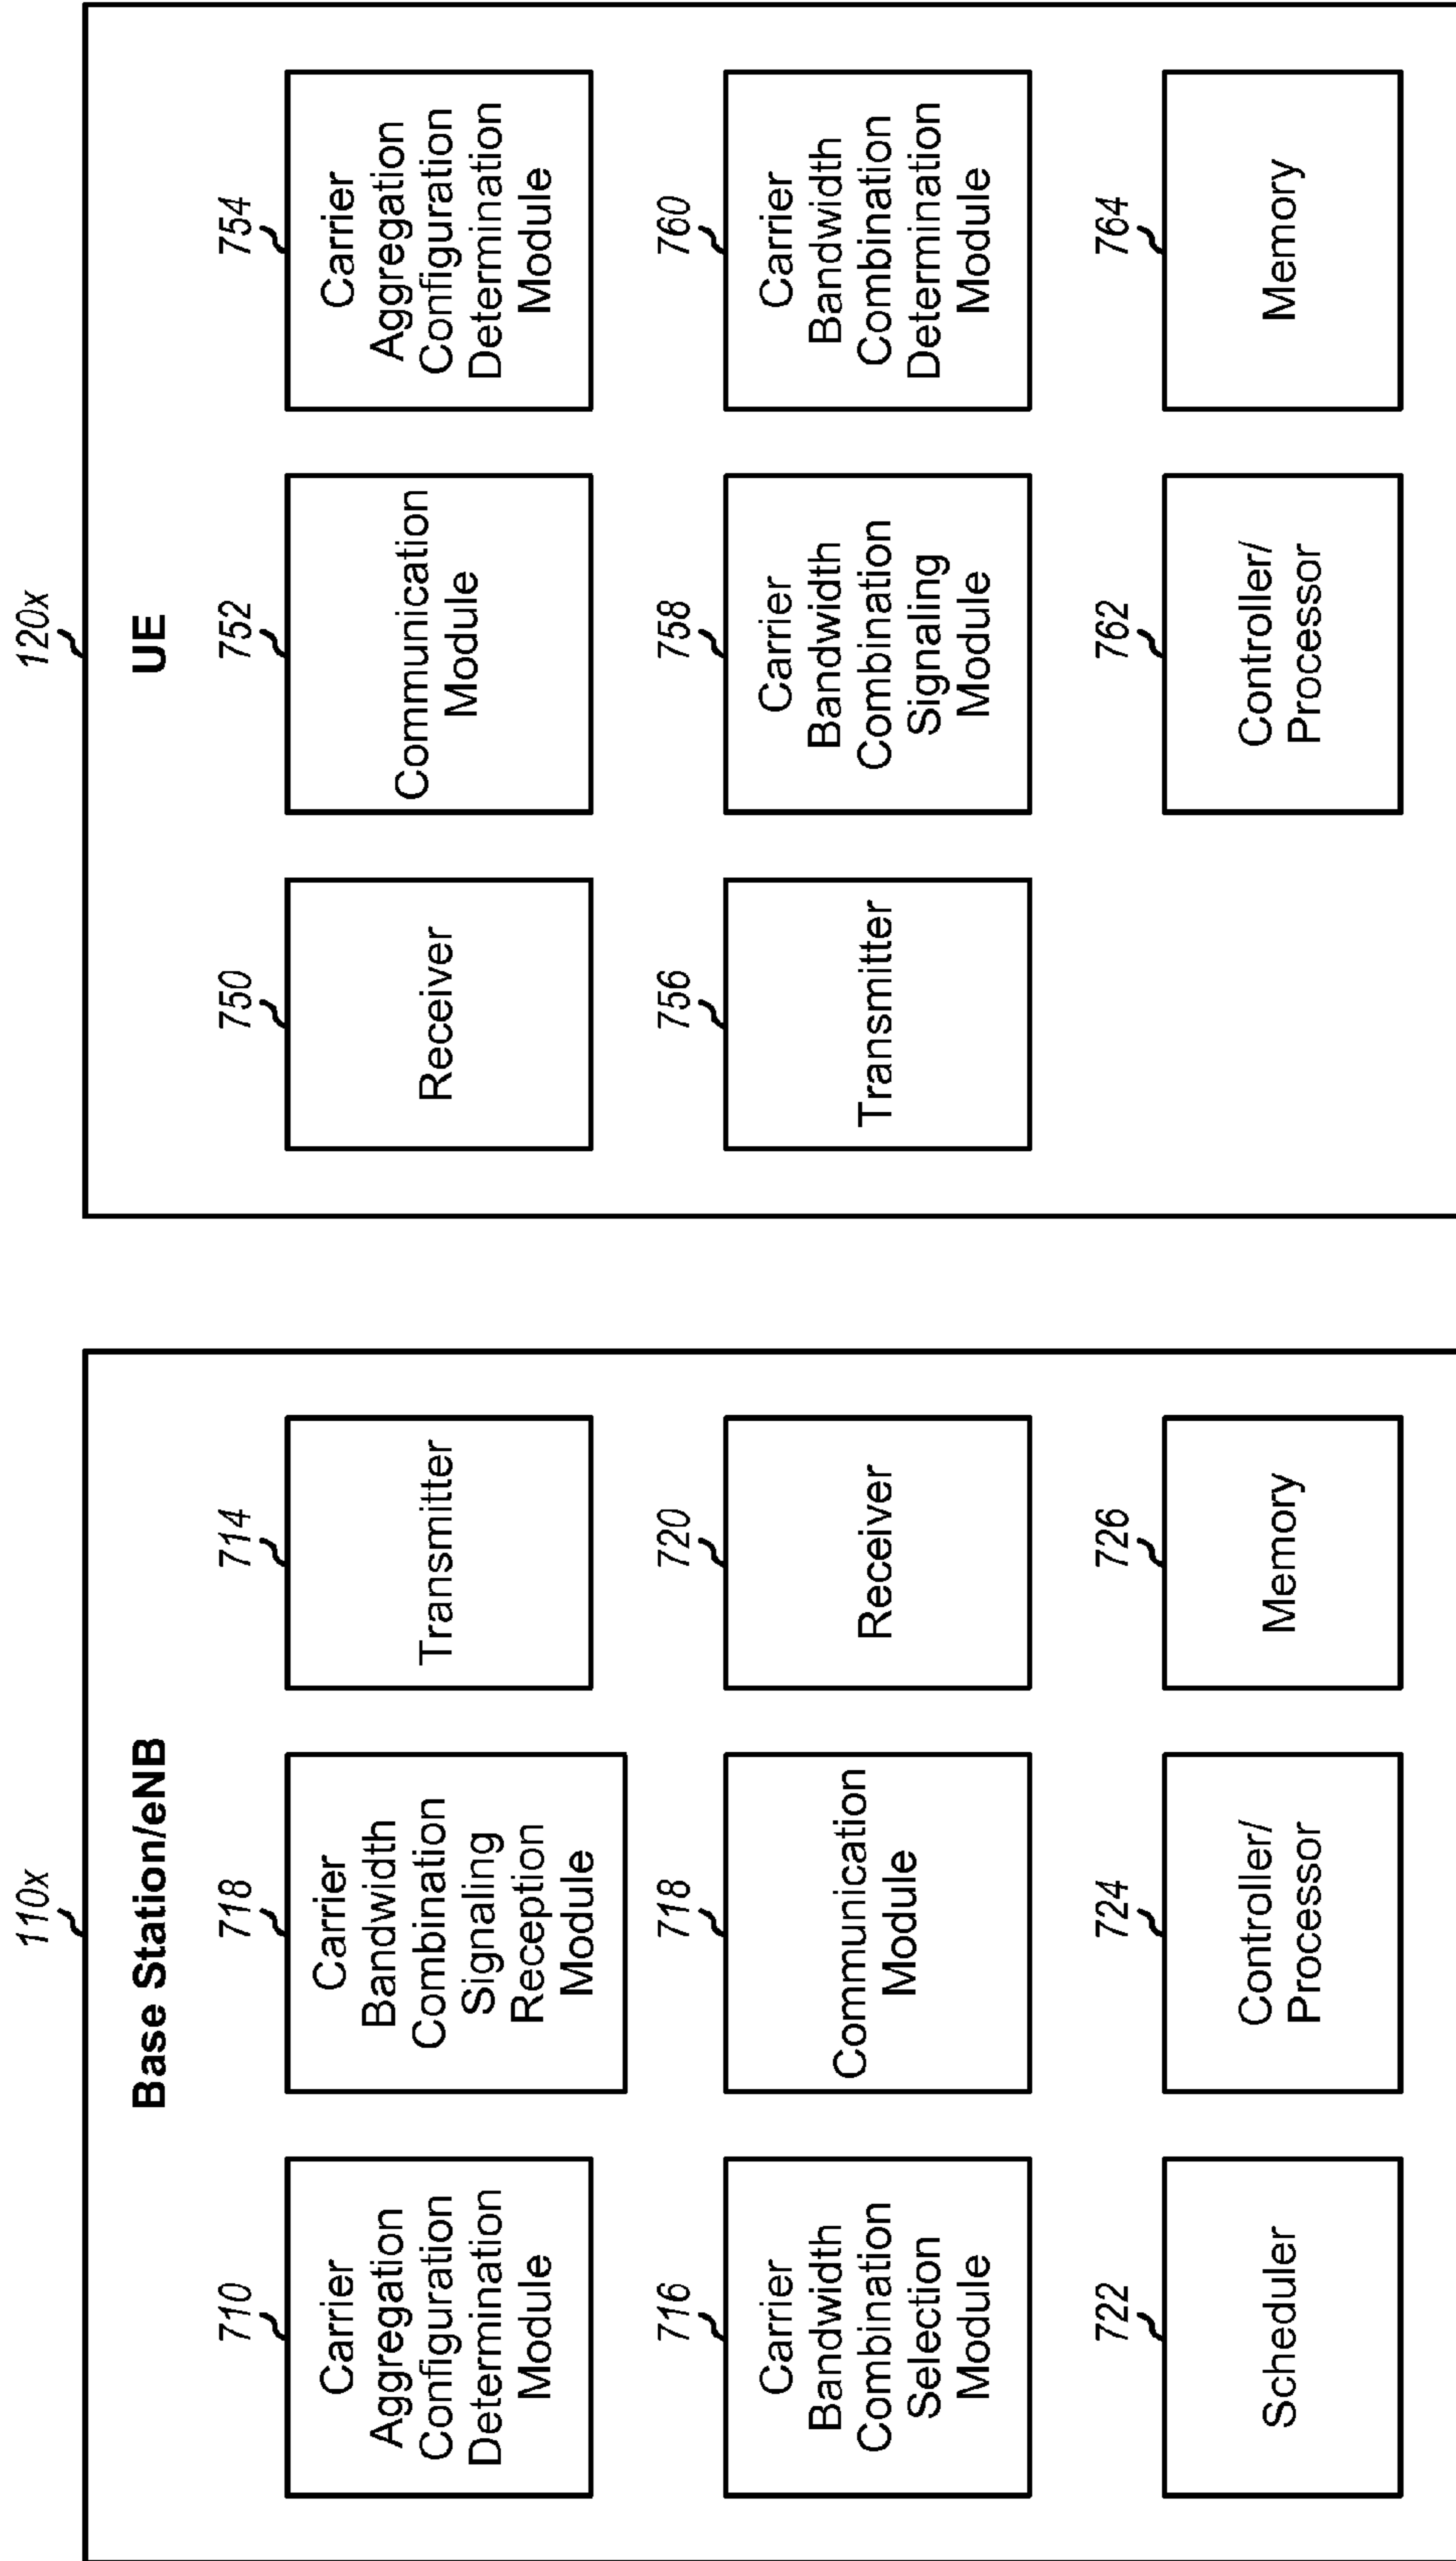 110x
Base Station/eNB
710
Carrier
Aggregation
Configuration
Determination
Module
718
Carrier
Bandwidth
Combination
Signaling
Reception
Module
714
Transmitter
716
Carrier
Bandwidth
Combination
Selection
Module
718
Communication
Module
720
Receiver
722
Scheduler
724
Controller/
Processor
726
Memory
120x
UE
750
Receiver
752
Communication
Module
754
Carrier
Aggregation
Configuration
Determination
Module
756
Transmitter
758
Carrier
Bandwidth
Combination
Signaling
Module
760
Carrier
Bandwidth
Combination
Determination
Module
762
Controller/
Processor
764
Memory